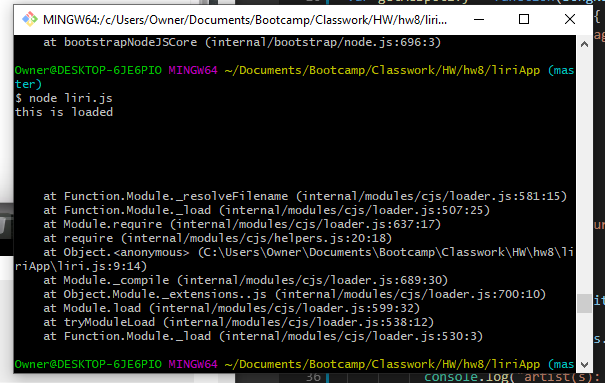 MINGW64:/c/Users/Owner/Documents/Bootcamp/Classwork/HW/hw8/liriApp
at bootstrapNodeJSCore (internal/bootstrap/node.js:696:3)
Owner@DESKTOP-6JE6PIO MINGW64 ~/Documents/Bootcamp/Classwork/HW/hw8/liriApp (mas
ter)
$ node liri.js
this is loaded
at Function.Module._resolveFilename (internal/modules/cjs/loader.js:581:15)
at Function.Module._load (internal/modules/cjs/loader.js:507:25)
at Module.require (internal/modules/cjs/loader.js:637:17)
at require (internal/modules/cjs/helpers.js:20:18)
at Object.<anonymous> (C:\Users\Owner\Documents\Bootcamp\Classwork\HW\hw8\li
riApp\liri.js:9:14)
at Module._compile (internal/modules/cjs/loader.js:689:30)
at Object.Module._extensions..js (internal/modules/cjs/loader.js:700:10)
at Module.load (internal/modules/cjs/loader.js:599:32)
at tryModuleLoad (internal/modules/cjs/loader.js:538:12)
at Function.Module._load (internal/modules/cjs/loader.js:530:3)
Owner@DESKTOP-6JE6PIO MINGW64 ~/Documents/Bootcamp/Classwork/HW/hw8/liriApp (mas
36 console.log("artist(s):